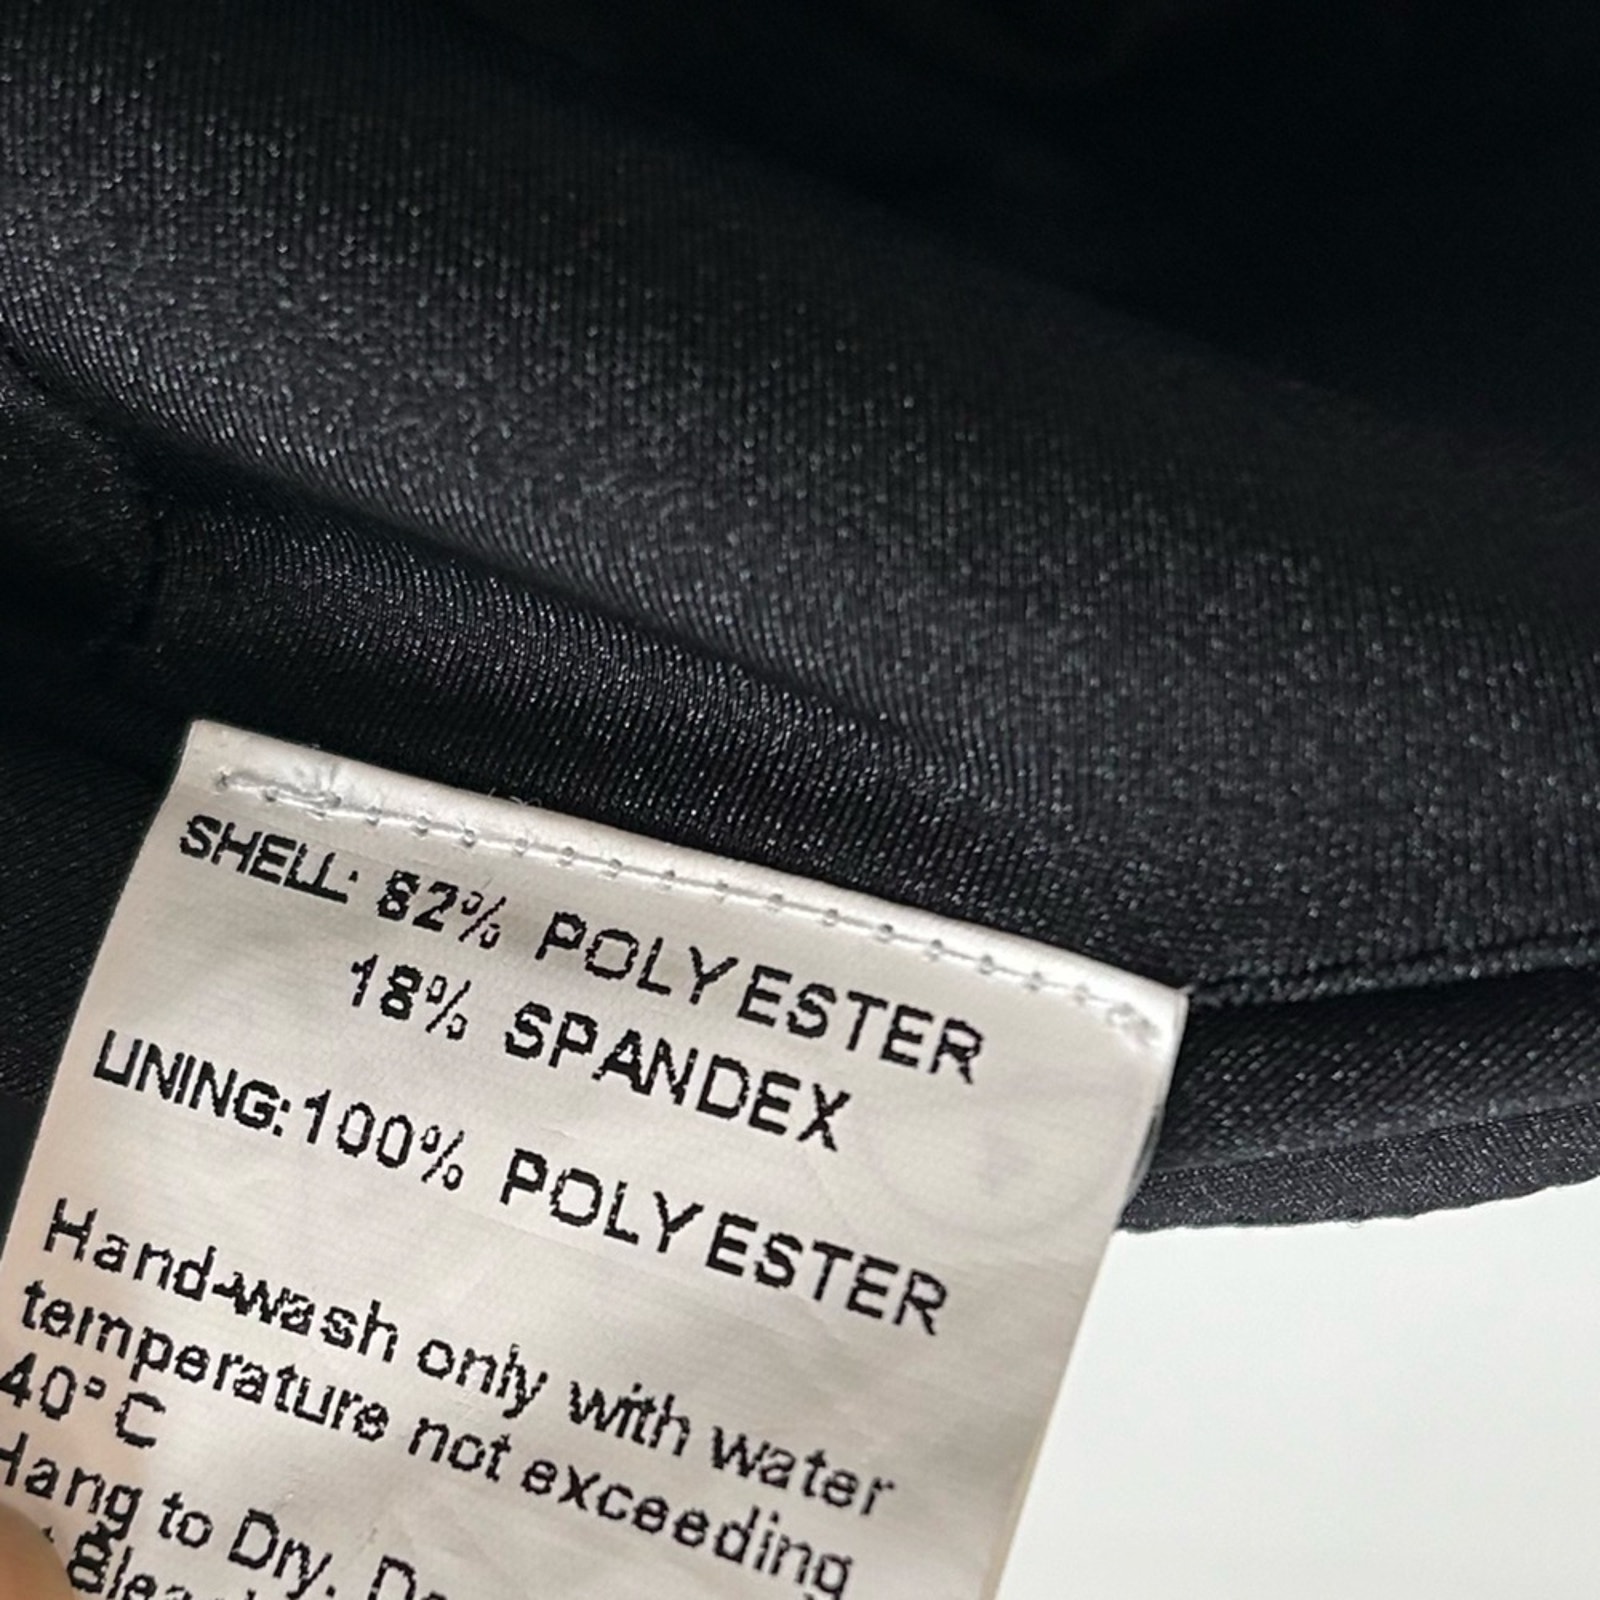 SHELL: 82% POLYESTER
18% SPANDEX
LINING:100% POLYESTER
Hand-wash only with water
temperature not exceeding
40°C
Hang to Dry.